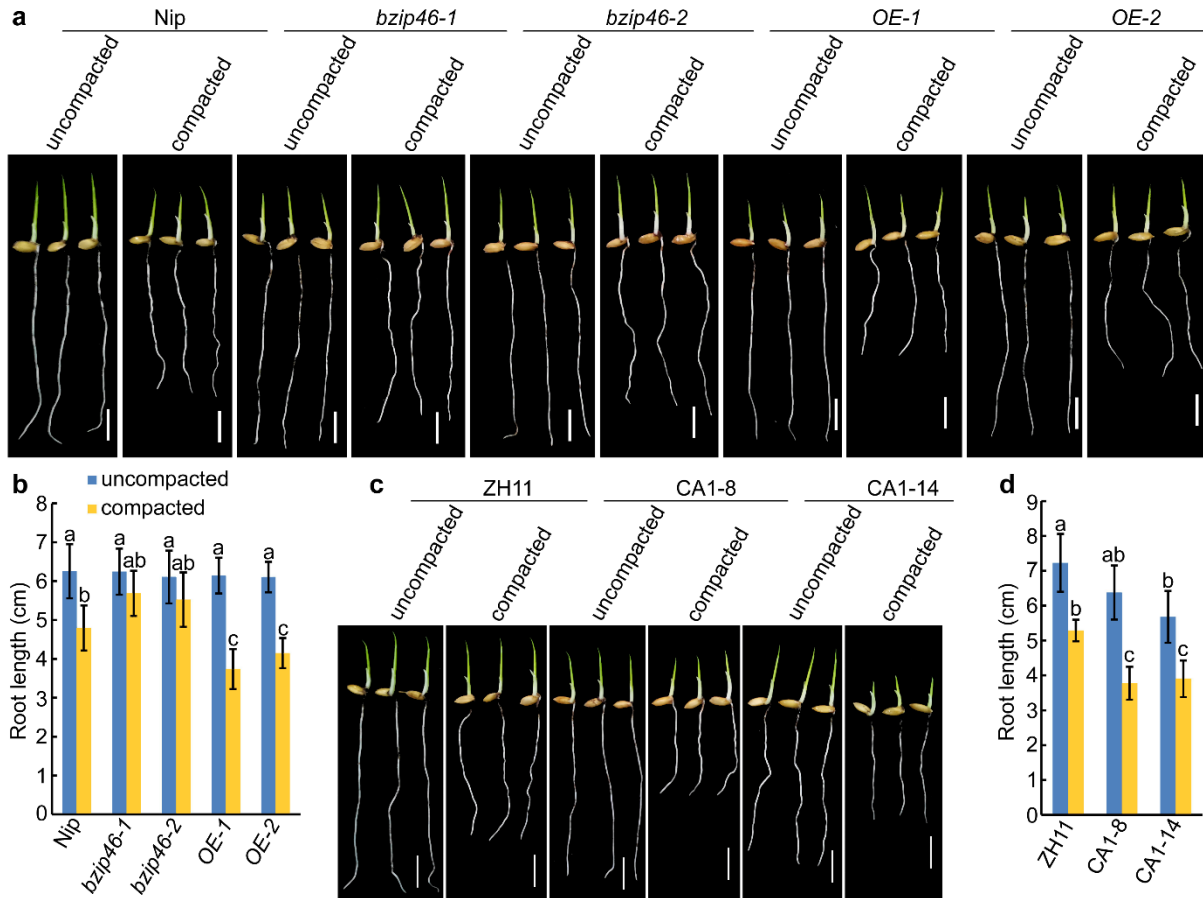 a
Nip bzip46-1 bzip46-2 OE-1 OE-2
uncompacted compacted uncompacted compacted uncompacted compacted uncompacted compacted uncompacted compacted
b
uncompacted
compacted
Root length (cm)
8
7
6
5
4
3
2
1
0
a b a ab a ab a c a c
Nip bzip46-1 bzip46-2 OE-1 OE-2
c
ZH11 CA1-8 CA1-14
uncompacted compacted uncompacted compacted uncompacted compacted
d
Root length (cm)
9
8
7
6
5
4
3
2
1
0
a b ab c b c
ZH11 CA1-8 CA1-14